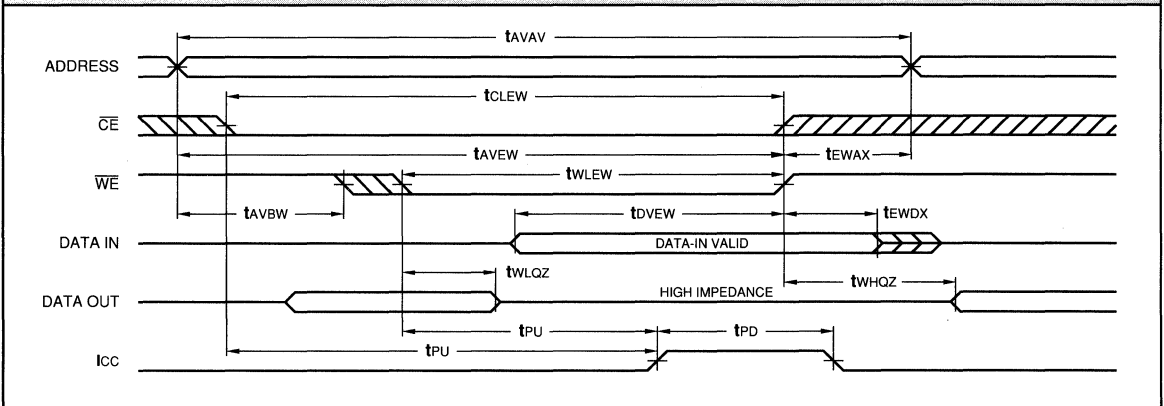 tAVAV
ADDRESS
tCLEW
CE
tAVEW
tEWAX
WE
tWLEW
tAVBW
tDVEW
tEWDX
DATA IN
DATA-IN VALID
tWLQZ
tWHQZ
DATA OUT
HIGH IMPEDANCE
tPU
tPD
tPU
ICC